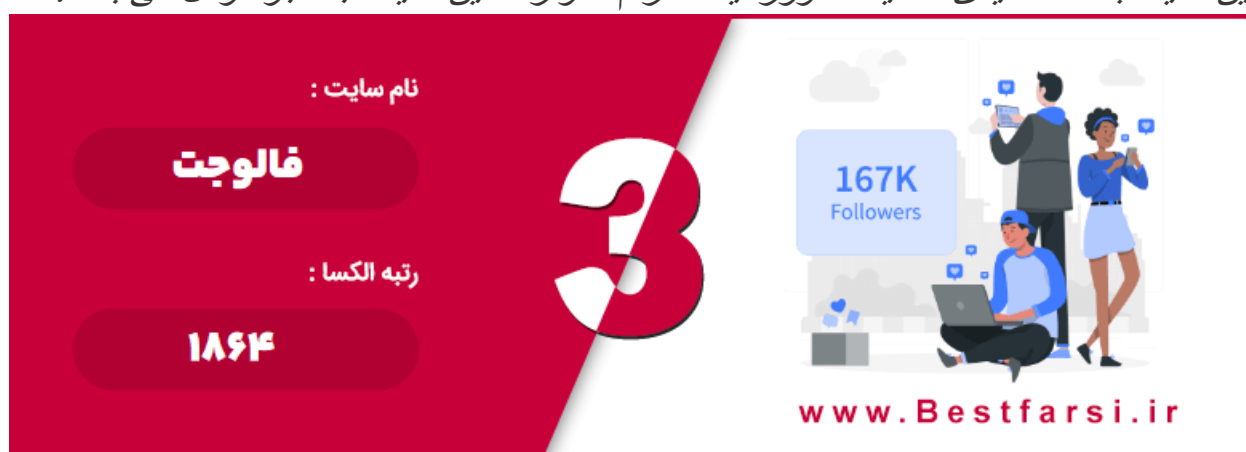 نام سایت :
فالوجت
رتبه الکسا :
۱۸۶۴
3
167K
Followers
www.Bestfarsi.ir